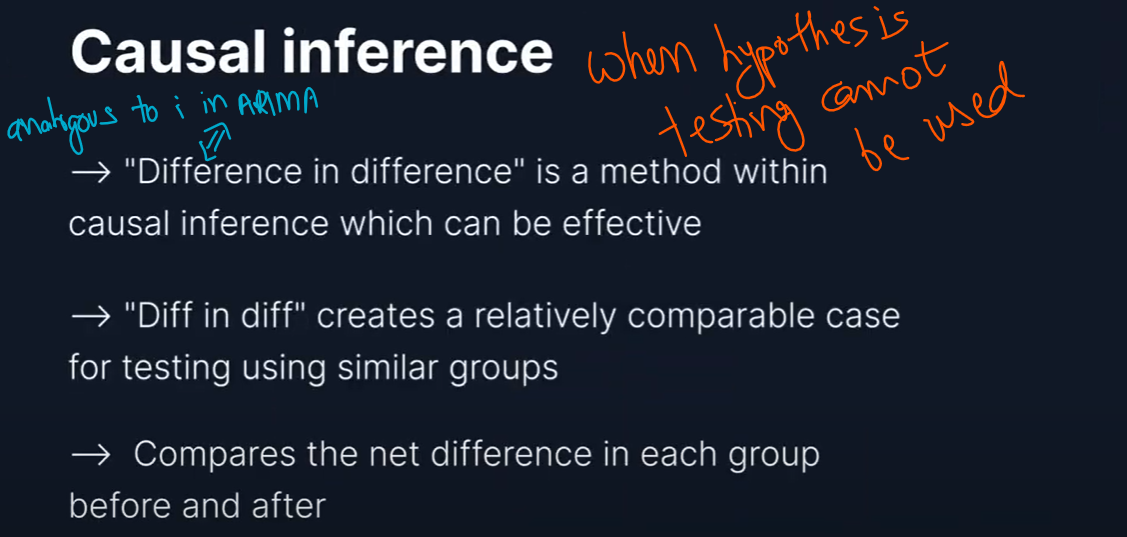 Causal inference
when hypothesis
testing cannot
be used
analogous to i in ARIMA
→ "Difference in difference" is a method within
causal inference which can be effective
→ "Diff in diff" creates a relatively comparable case
for testing using similar groups
→ Compares the net difference in each group
before and after